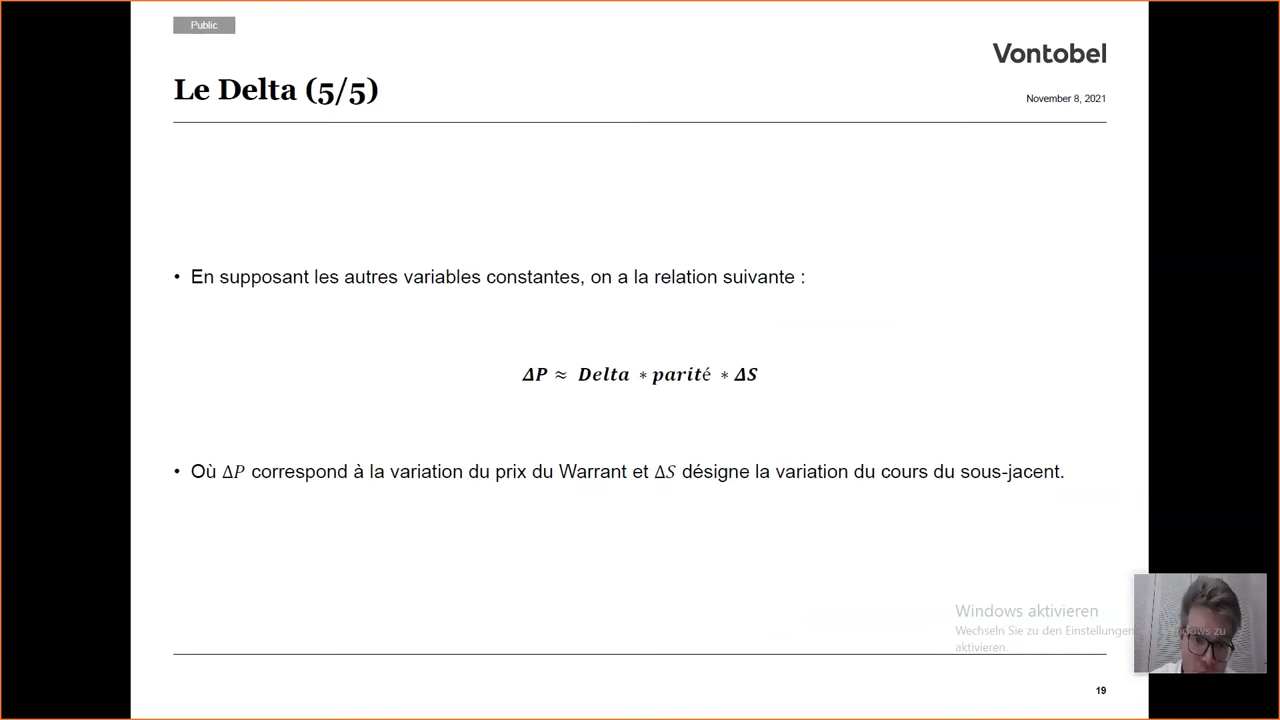 Public
Vontobel
Le Delta (5/5)
November 8, 2021
• En supposant les autres variables constantes, on a la relation suivante :
ΔP ≈ Delta * parité * ΔS
• Où ΔP correspond à la variation du prix du Warrant et ΔS désigne la variation du cours du sous-jacent.
Windows aktivieren
Wechseln Sie zu den Einstellungen, zu
aktivieren.
19